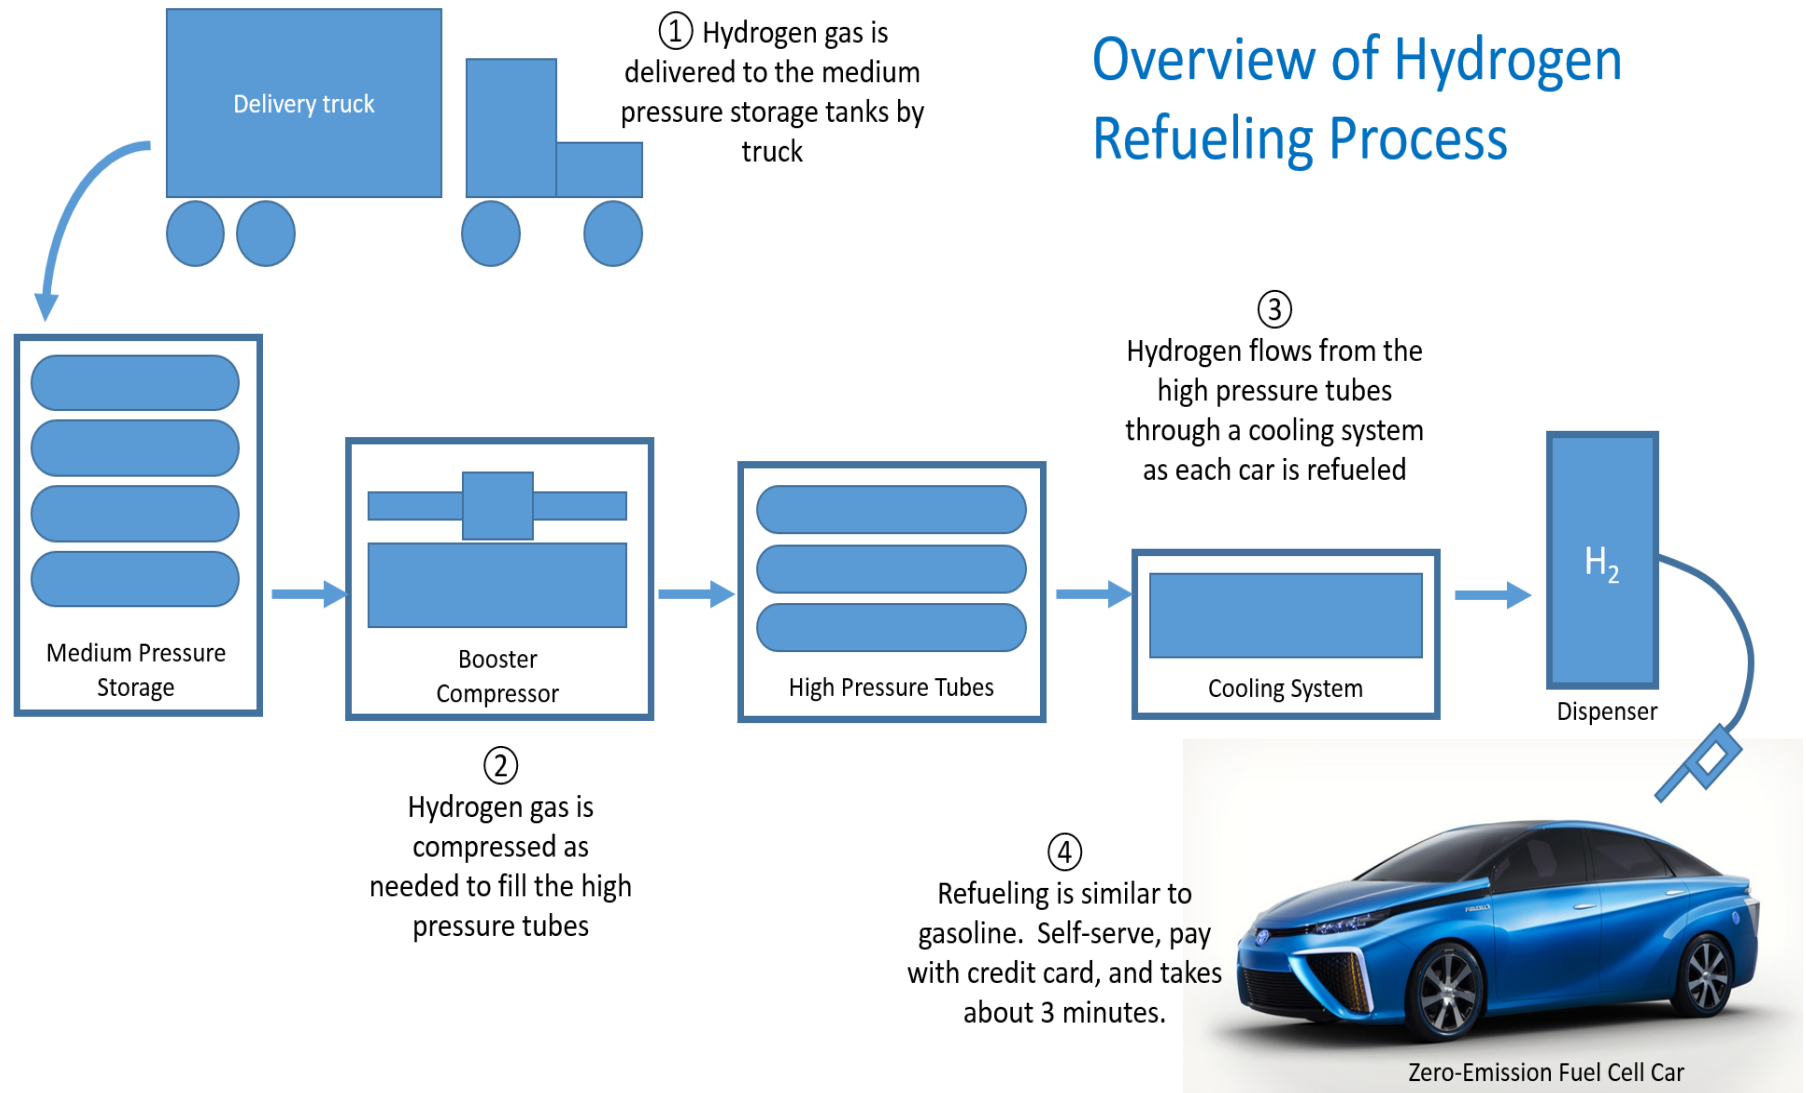 Overview of Hydrogen
Refueling Process
Delivery truck
① Hydrogen gas is
delivered to the medium
pressure storage tanks by
truck
Medium Pressure
Storage
Booster
Compressor
②
Hydrogen gas is
compressed as
needed to fill the high
pressure tubes
High Pressure Tubes
③
Hydrogen flows from the
high pressure tubes
through a cooling system
as each car is refueled
Cooling System
H₂
Dispenser
④
Refueling is similar to
gasoline.  Self-serve, pay
with credit card, and takes
about 3 minutes.
Zero-Emission Fuel Cell Car